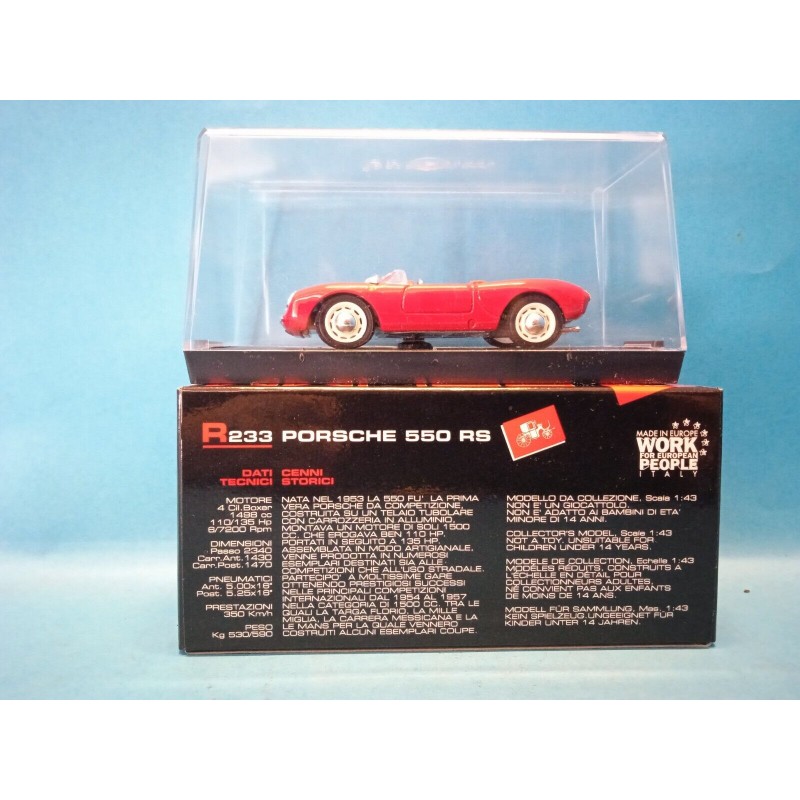 R233 PORSCHE 550 RS
MADE IN EUROPE
WORK
FOR EUROPEAN
PEOPLE
ITALY
DATI
TECNICI
MOTORE
4 Cil.Boxer
1498 cc
110/135 Hp
6/7200 Rpm
DIMENSIONI
Passo 2340
Carr.Ant. 1430
Carr.Post. 1470
PNEUMATICI
Ant. 5.00x16"
Post. 5.25x16"
PRESTAZIONI
350 Km/h
PESO
Kg 530/590
CENNI
STORICI
NATA NEL 1953 LA 550 FU' LA PRIMA
VERA PORSCHE DA COMPETIZIONE,
COSTRUITA SU UN TELAIO TUBOLARE
CON CARROZZERIA IN ALLUMINIO,
MONTAVA UN MOTORE DI SOLI 1500
CC. CHE EROGAVA BEN 110 HP.
PORTATI IN SEGUITO A 135 HP.
ASSEMBLATA IN MODO ARTIGIANALE,
VENNE PRODOTTA IN NUMEROSI
ESEMPLARI DESTINATI SIA ALLE
COMPETIZIONI CHE ALL'USO STRADALE.
PARTECIPO' A MOLTISSIME GARE
OTTENENDO PRESTIGIOSI SUCCESSI
NELLE PRINCIPALI COMPETIZIONI
INTERNAZIONALI DAL 1954 AL 1957
NELLA CATEGORIA DI 1500 CC. TRA LE
QUALI LA TARGA FLORIO, LA MILLE
MIGLIA, LA CARRERA MESSICANA E LA
LE MANS PER LA QUALE VENNERO
COSTRUITI ALCUNI ESEMPLARI COUPE.
MODELLO DA COLLEZIONE. Scala 1:43
NON E' UN GIOCATTOLO.
NON E' ADATTO AI BAMBINI DI ETA'
MINORE DI 14 ANNI.
COLLECTOR'S MODEL, Scale 1:43
NOT A TOY, UNSUITABLE FOR
CHILDREN UNDER 14 YEARS.
MODELE DE COLLECTION, Echelle 1:43
MODÈLES RÉDUITS, CONSTRUITS A
L'ÉCHELLE EN DÉTAIL POUR
COLLECTIONNEURS ADULTES,
NE CONVIENT PAS AUX ENFANTS
DE MOINS DE 14 ANS.
MODELL FÜR SAMMLUNG, Mas. 1:43
KEIN SPIELZEUG UNGEEIGNET FÜR
KINDER UNTER 14 JAHREN.